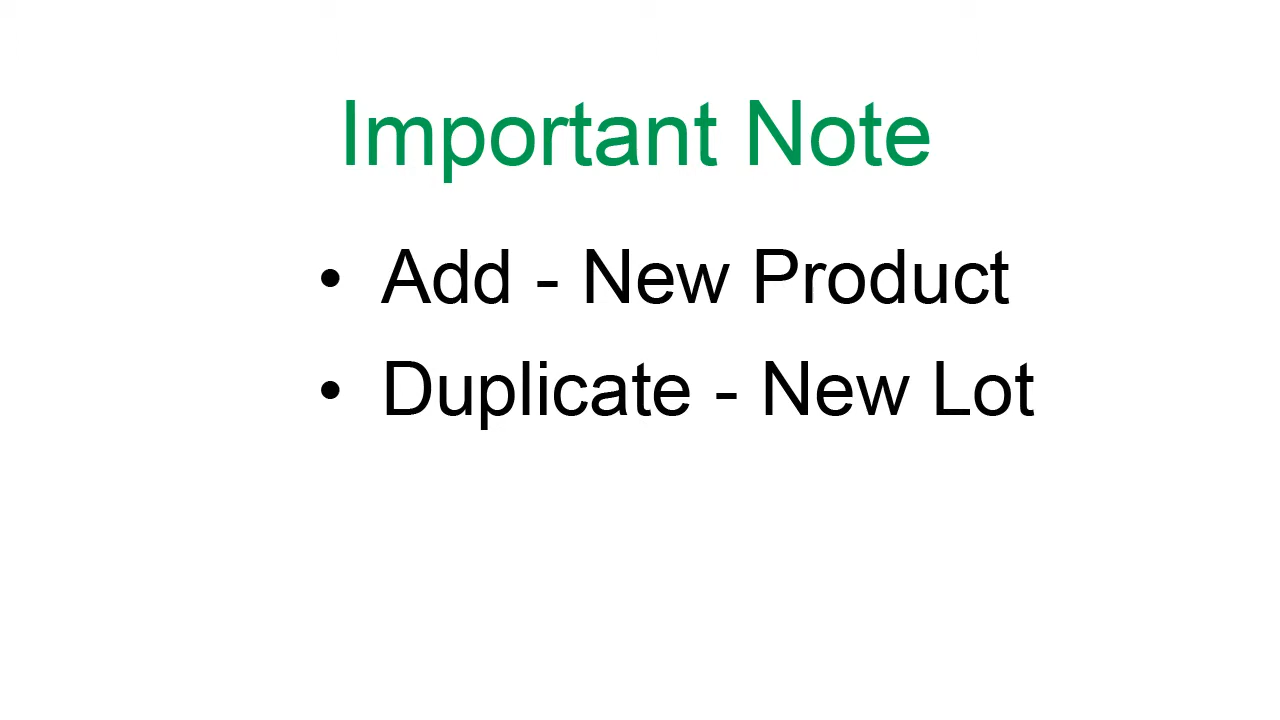 Important Note
• Add - New Product
• Duplicate - New Lot